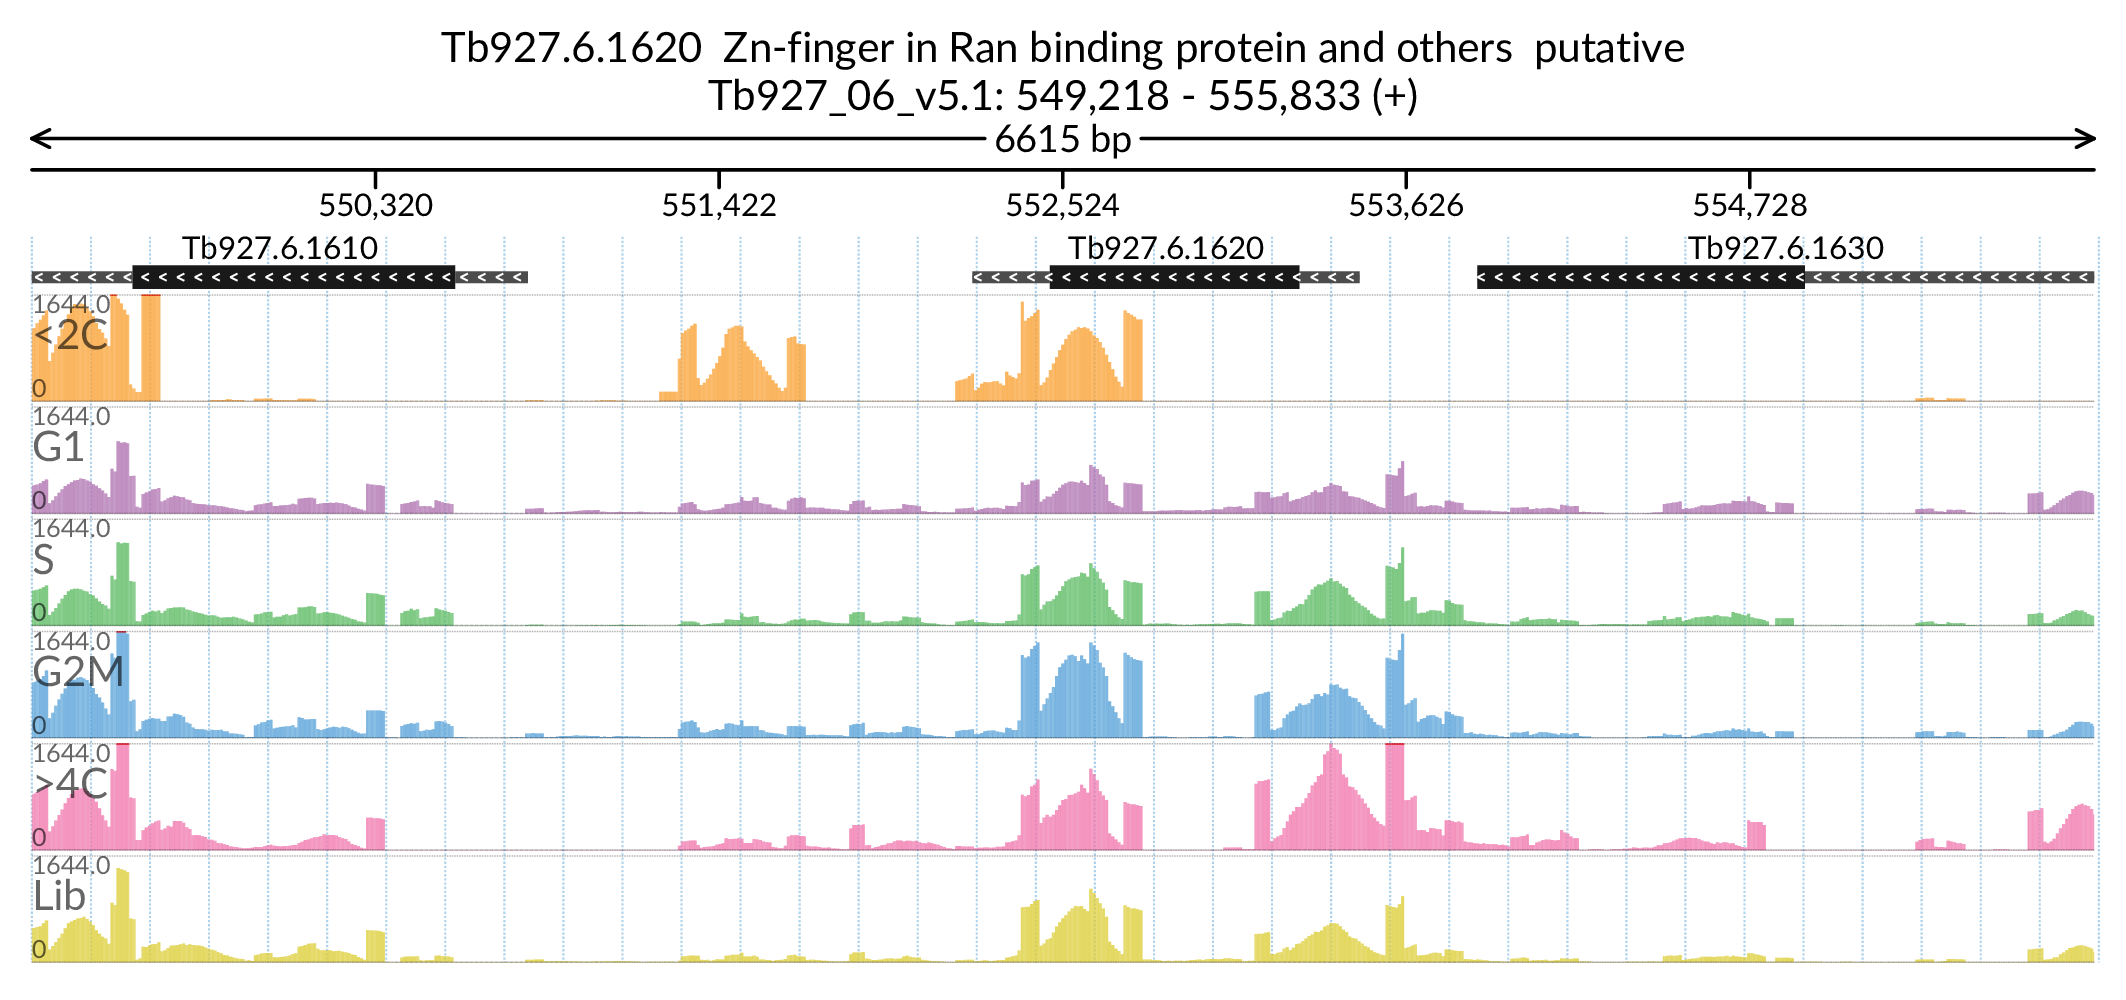 Tb927.6.1620 Zn-finger in Ran binding protein and others putative
Tb927_06_v5.1: 549,218 - 555,833 (+)
6615 bp
550,320 551,422 552,524 553,626 554,728
Tb927.6.1610 Tb927.6.1620 Tb927.6.1630
1644.0
<2C
0
1644.0
G1
0
1644.0
S
0
1644.0
G2M
0
1644.0
>4C
0
1644.0
Lib
0